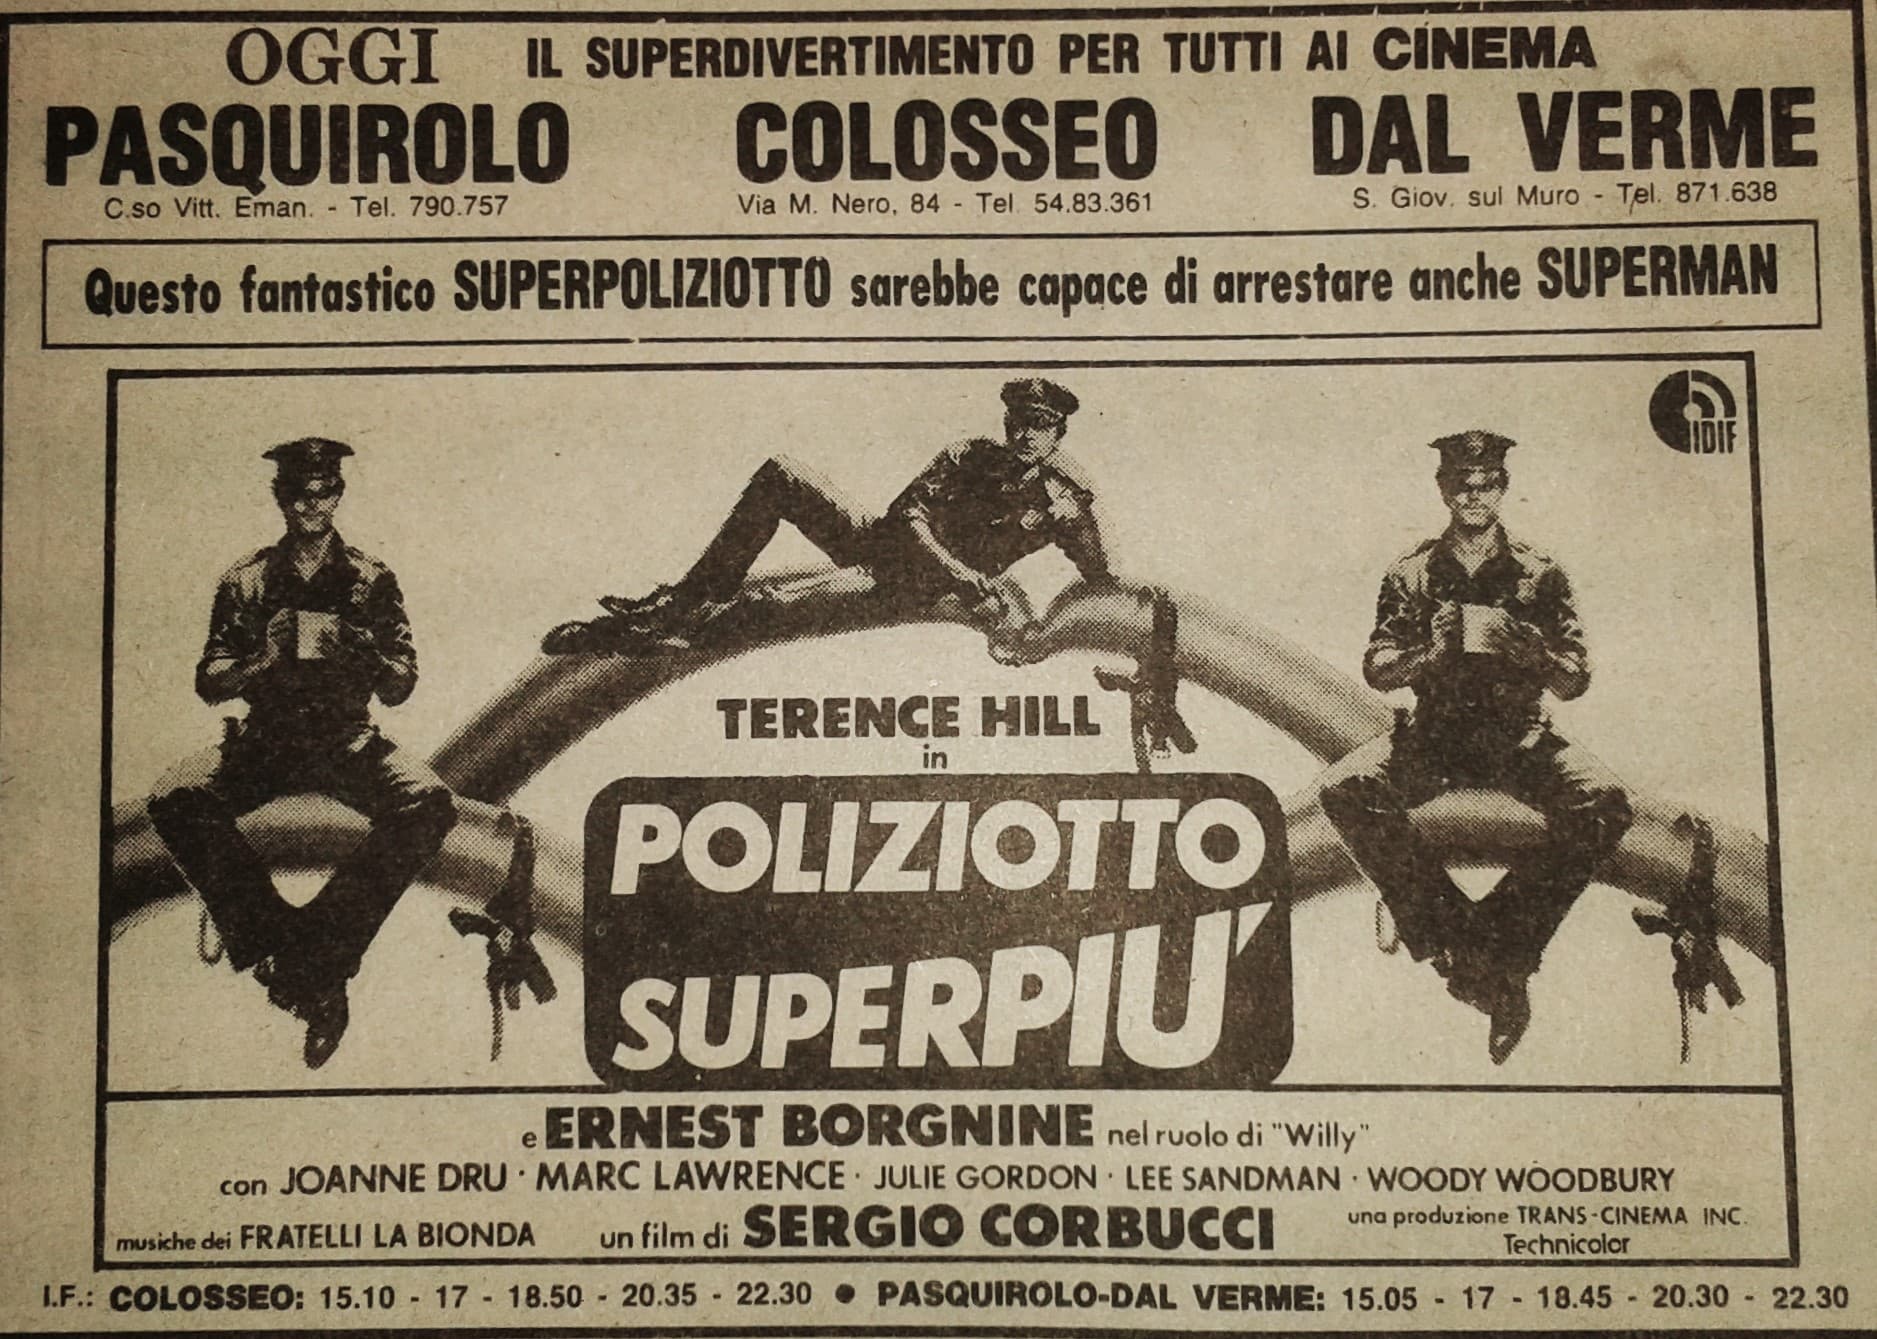 OGGI IL SUPERDIVERTIMENTO PER TUTTI AI CINEMA
PASQUIROLO COLOSSEO DAL VERME
C.so Vitt. Eman. - Tel. 790.757 Via M. Nero, 84 - Tel. 54.83.361 S. Giov. sul Muro - Tel. 871.638
Questo fantastico SUPERPOLIZIOTTO sarebbe capace di arrestare anche SUPERMAN
IDIF
TERENCE HILL
in
POLIZIOTTO
SUPERPIU'
e ERNEST BORGNINE nel ruolo di "Willy"
con JOANNE DRU · MARC LAWRENCE · JULIE GORDON · LEE SANDMAN · WOODY WOODBURY
musiche dei FRATELLI LA BIONDA un film di SERGIO CORBUCCI una produzione TRANS-CINEMA INC.
Technicolor
I.F.: COLOSSEO: 15.10 - 17 - 18.50 - 20.35 - 22.30 ● PASQUIROLO-DAL VERME: 15.05 - 17 - 18.45 - 20.30 - 22.30